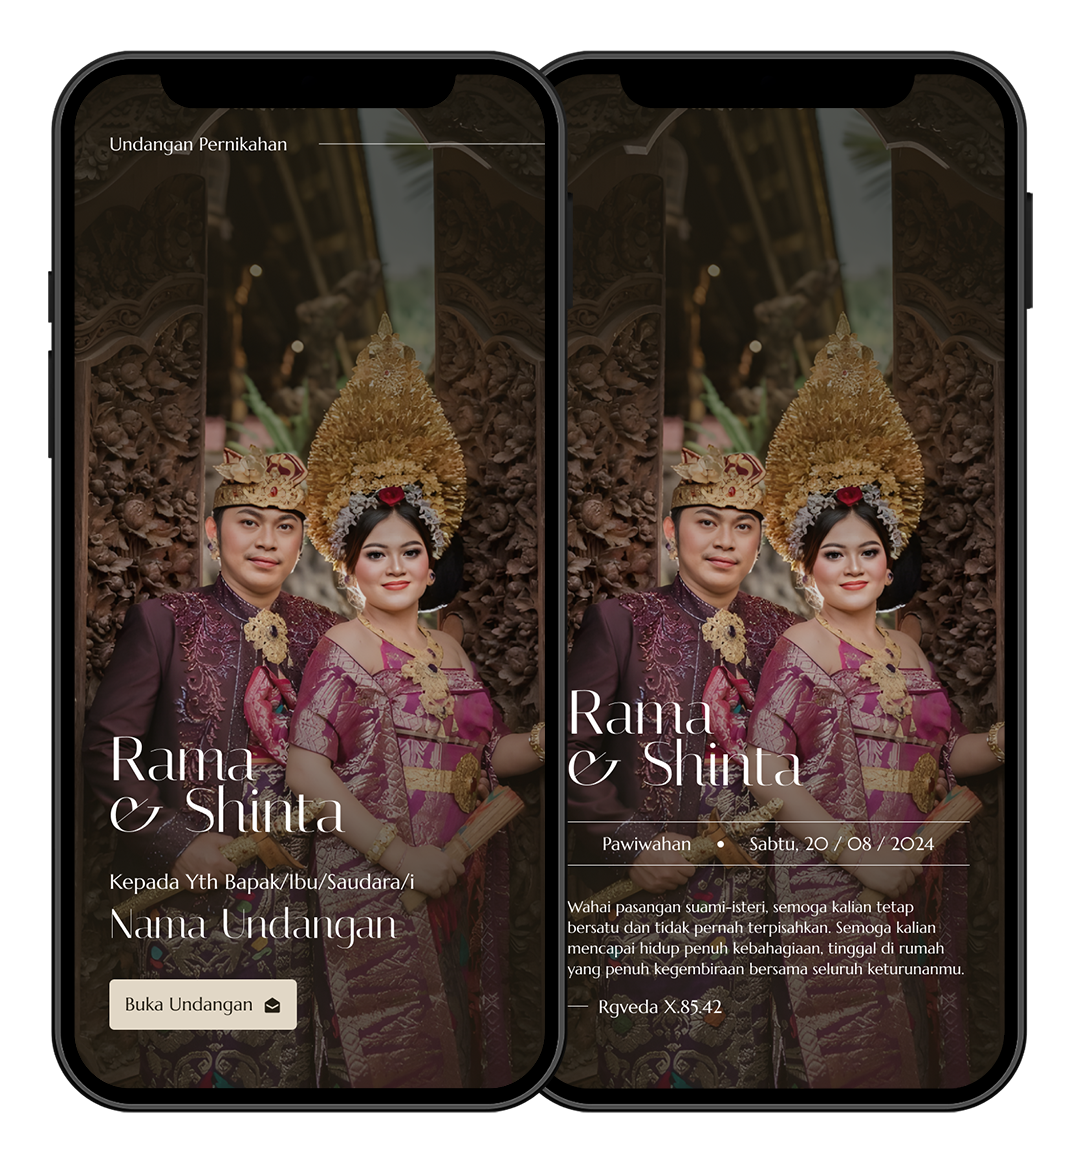 Undangan Pernikahan
Rama
& Shinta
Kepada Yth Bapak/Ibu/Saudara/i
Nama Undangan
Buka Undangan
Rama
& Shinta
Pawiwahan • Sabtu, 20 / 08 / 2024
Wahai pasangan suami-isteri, semoga kalian tetap
bersatu dan tidak pernah terpisahkan. Semoga kalian
mencapai hidup penuh kebahagiaan, tinggal di rumah
yang penuh kegembiraan bersama seluruh keturunanmu.
— Rgveda X.85.42